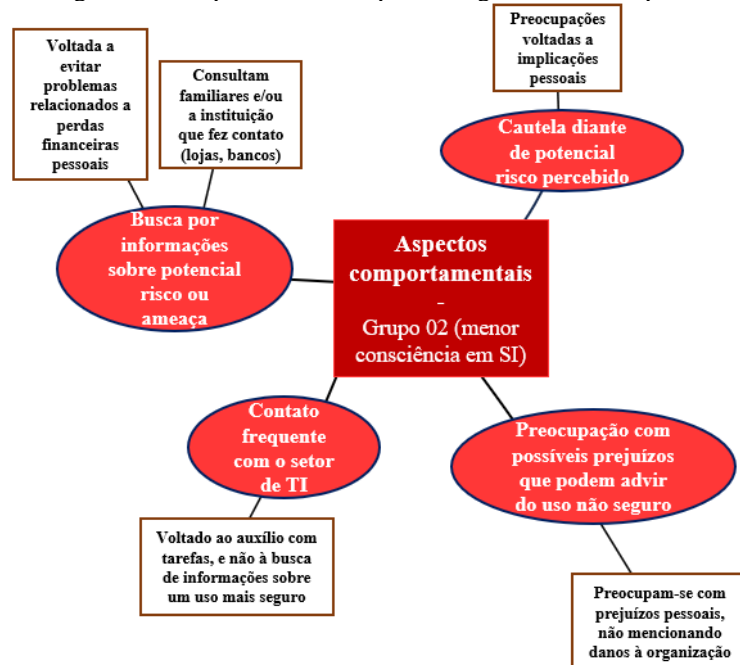 Voltada a
evitar
problemas
relacionados a
perdas
financeiras
pessoais
Consultam
familiares e/ou
a instituição
que fez contato
(lojas, bancos)
Preocupações
voltadas a
implicações
pessoais
Cautela diante
de potencial
risco percebido
Busca por
informações
sobre potencial
risco ou
ameaça
Aspectos
comportamentais
-
Grupo 02 (menor
consciência em SI)
Contato
frequente
com o setor
de TI
Preocupação com
possíveis prejuízos
que podem advir
do uso não seguro
Voltado ao auxílio com
tarefas, e não à busca
de informações sobre
um uso mais seguro
Preocupam-se com
prejuízos pessoais,
não mencionando
danos à organização